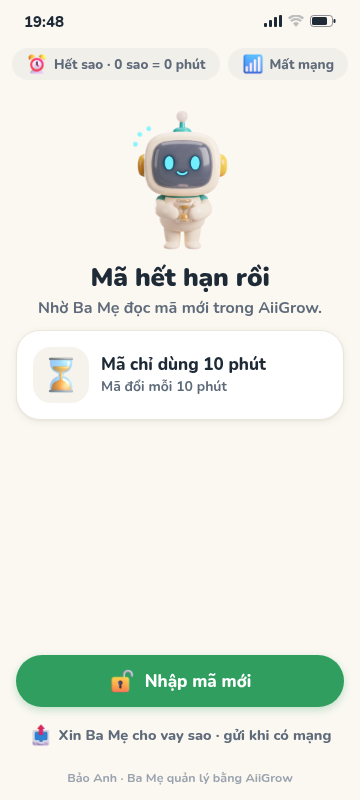 19:48
Hết sao · 0 sao = 0 phút
Mất mạng
Mã hết hạn rồi
Nhờ Ba Mẹ đọc mã mới trong AiiGrow.
Mã chỉ dùng 10 phút
Mã đổi mỗi 10 phút
Nhập mã mới
Xin Ba Mẹ cho vay sao · gửi khi có mạng
Bảo Anh · Ba Mẹ quản lý bằng AiiGrow